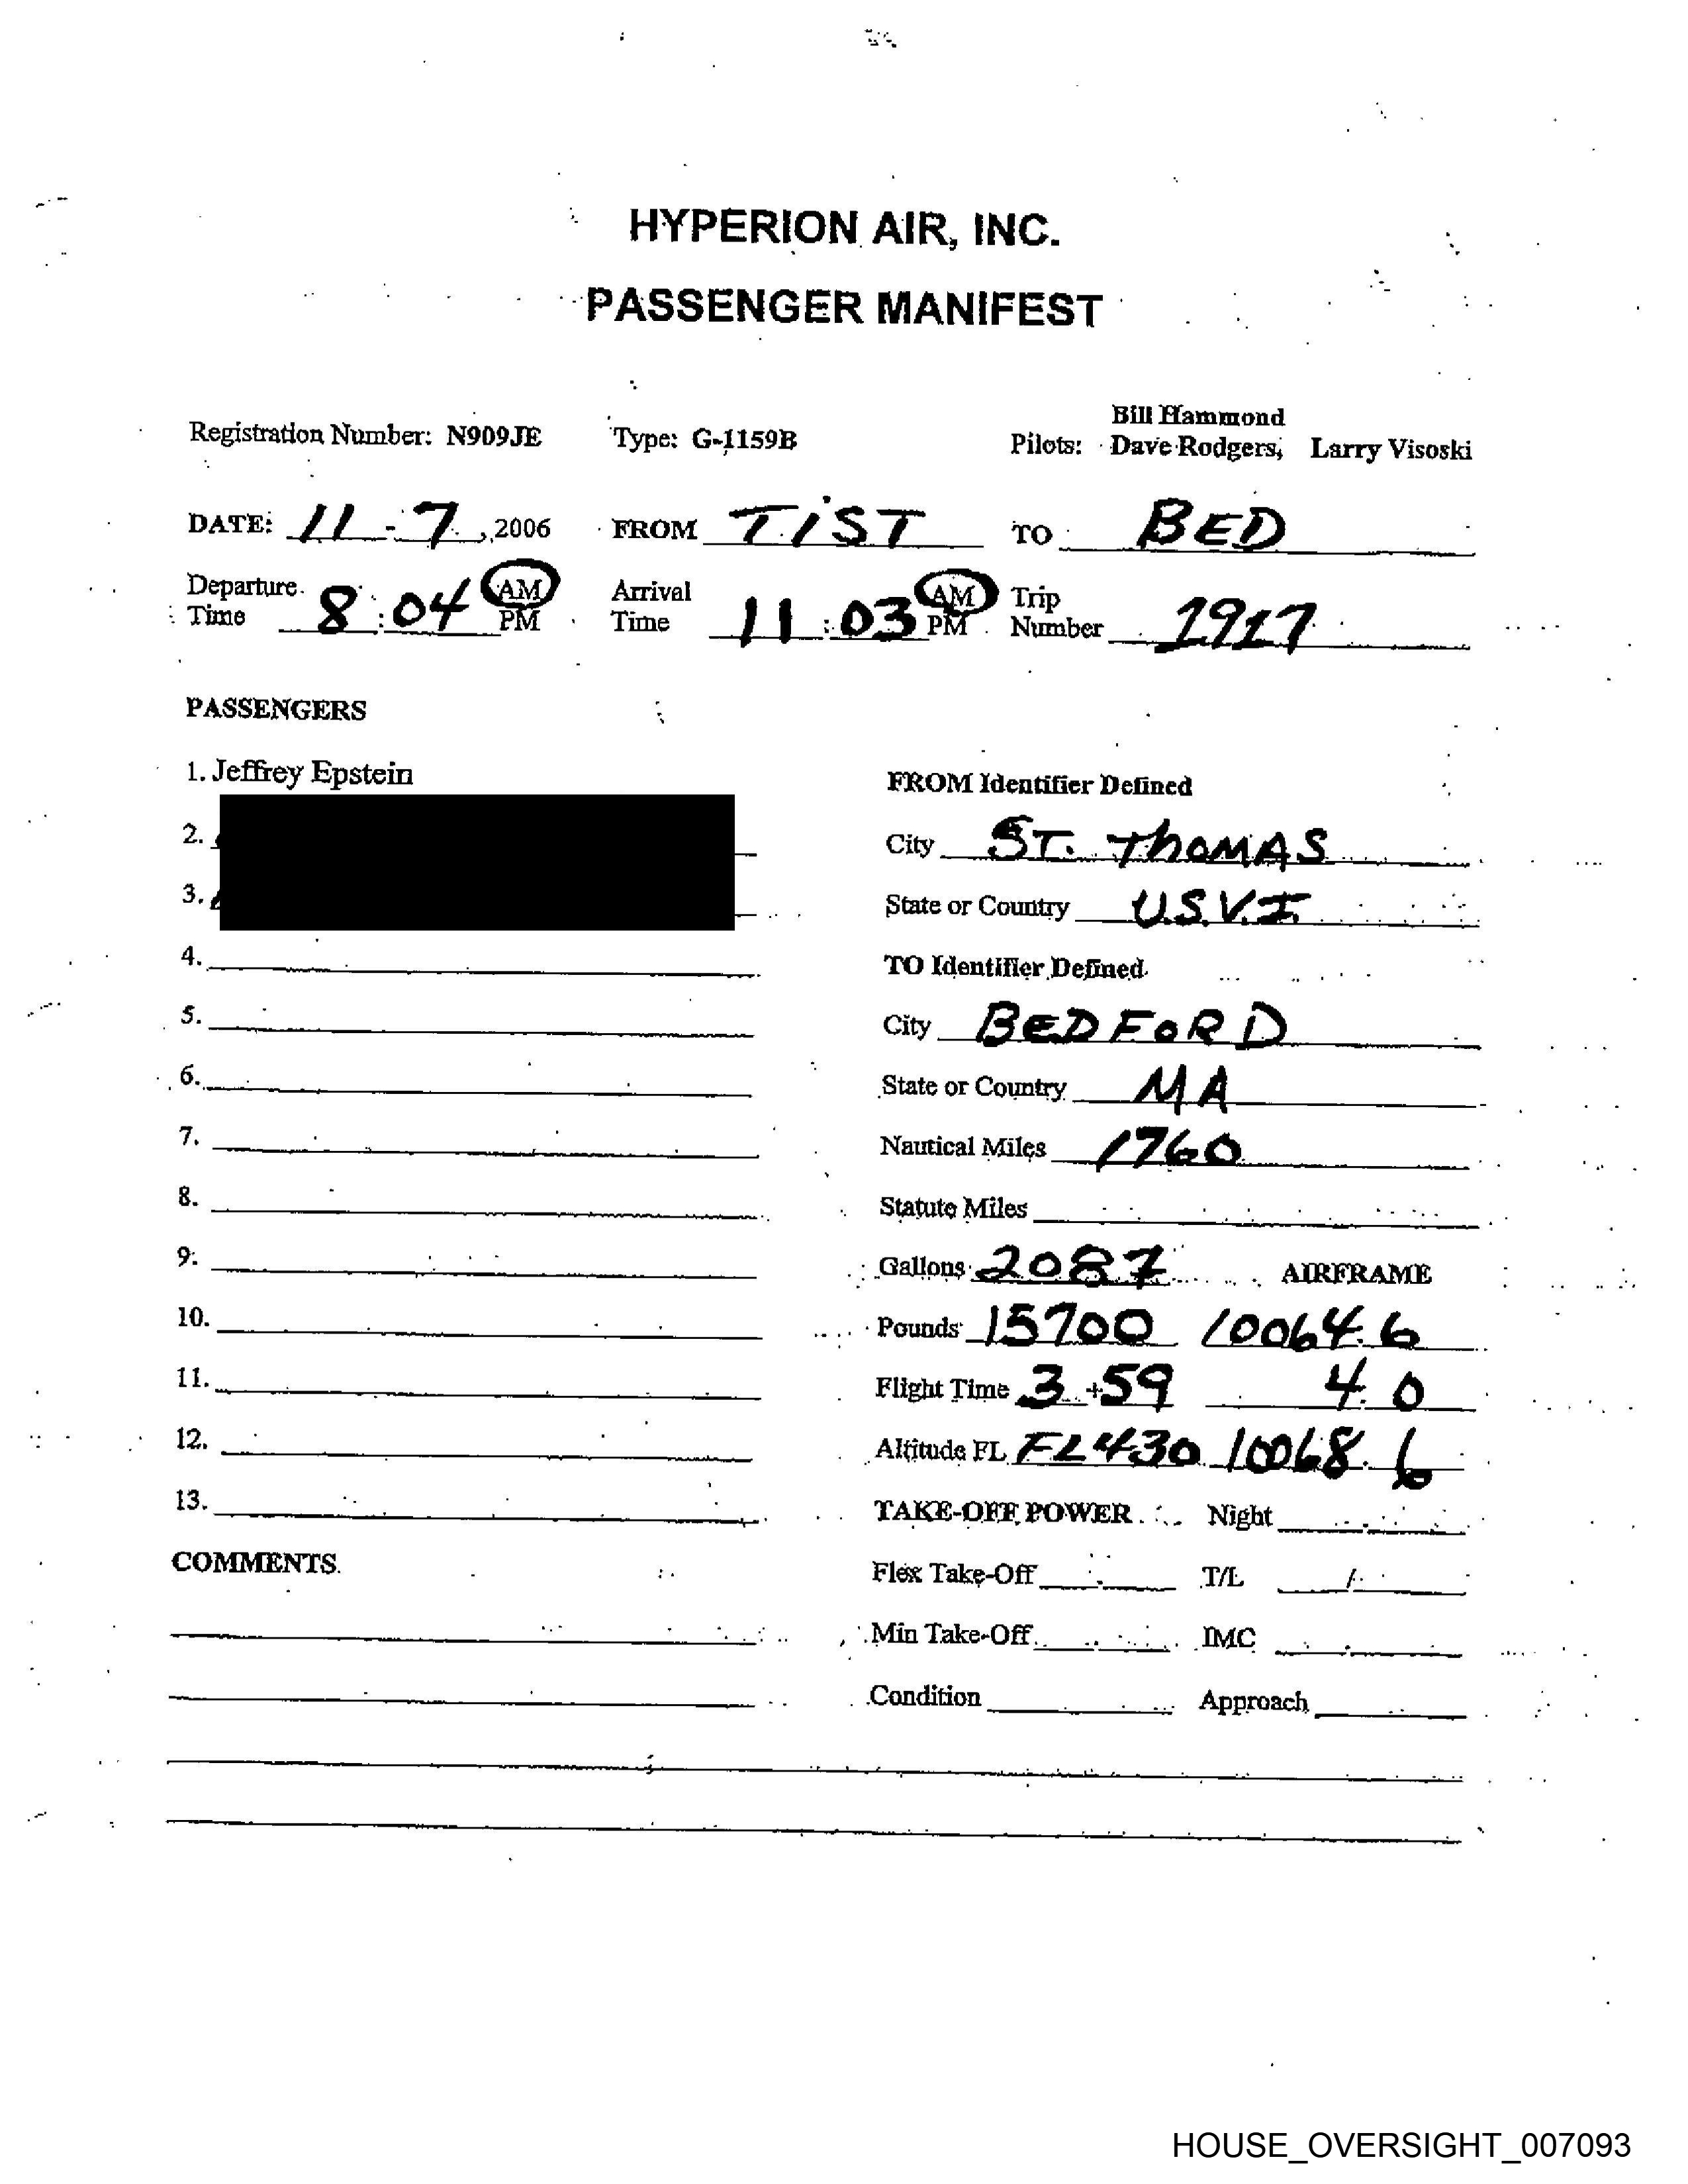 HYPERION AIR, INC.
PASSENGER MANIFEST
Bill Hammond
Registration Number: N909JE Type: G-1159B Pilots: Dave Rodgers, Larry Visoski
DATE: 11-7, 2006 FROM TIST TO BED
Departure Time 8:04 AM PM Arrival Time 11:03 AM PM Trip Number 1917
PASSENGERS
1. Jeffrey Epstein
FROM Identifier Defined
2.
City ST. THOMAS
3.
State or Country U.S.V.I.
4.
TO Identifier Defined
5.
City BEDFORD
6.
State or Country MA
7.
Nautical Miles 1760
8.
Statute Miles
9.
Gallons 2087 AIRFRAME
10.
Pounds 15700 10064.6
11.
Flight Time 3+59 4.0
12.
Altitude FL FL430 10068.6
13.
TAKE-OFF POWER Night
COMMENTS
Flex Take-Off T/L /
Min Take-Off IMC
Condition Approach
HOUSE_OVERSIGHT_007093